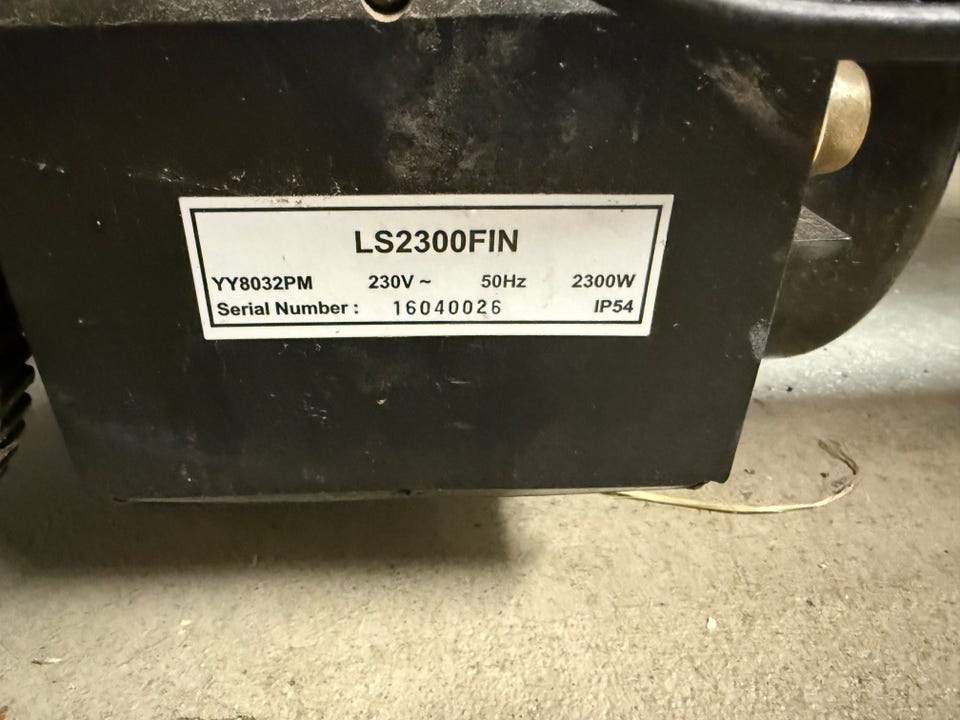 LS2300FIN
YY8032PM 230V ~ 50Hz 2300W
Serial Number : 16040026 IP54